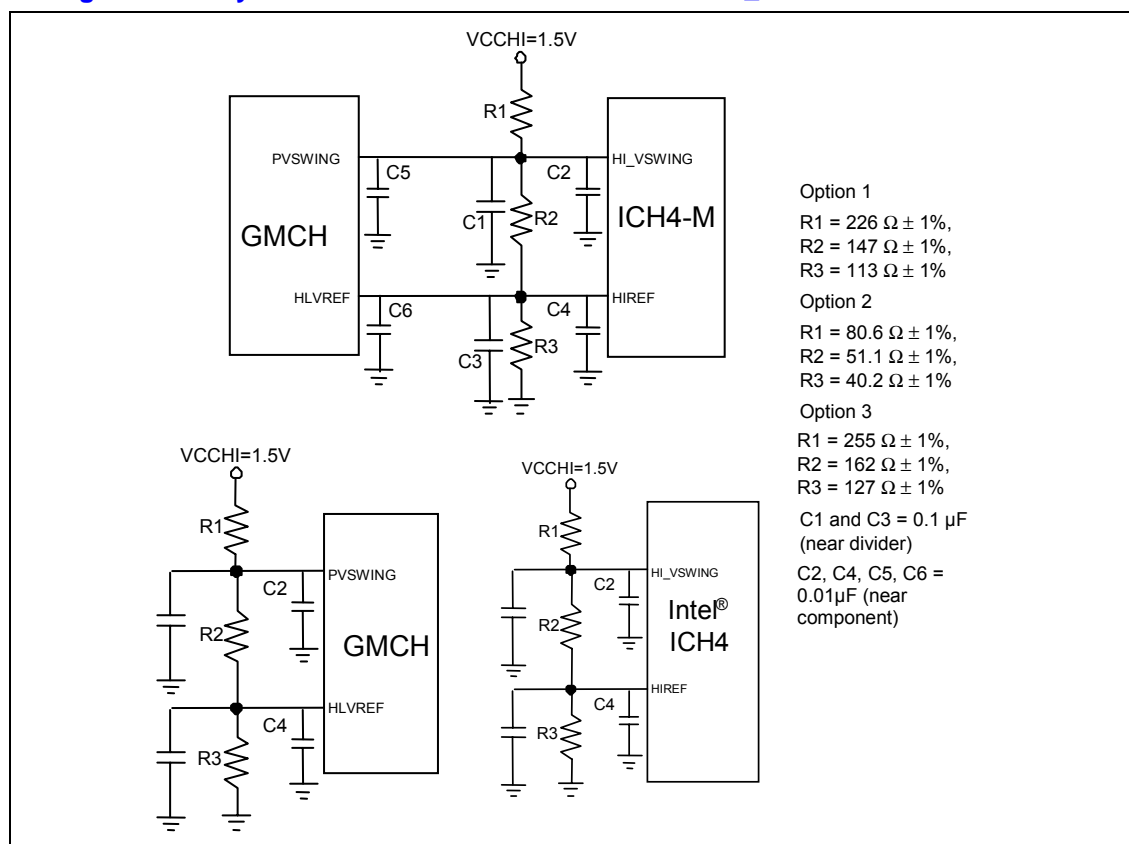 VCCHI=1.5V
R1
PVSWING
C5
C2
HI_VSWING
C1
R2
GMCH
ICH4-M
HLVREF
C6
C4
HIREF
C3
R3
Option 1
R1 = 226 Ω ± 1%,
R2 = 147 Ω ± 1%,
R3 = 113 Ω ± 1%
Option 2
R1 = 80.6 Ω ± 1%,
R2 = 51.1 Ω ± 1%,
R3 = 40.2 Ω ± 1%
Option 3
R1 = 255 Ω ± 1%,
R2 = 162 Ω ± 1%,
R3 = 127 Ω ± 1%
C1 and C3 = 0.1 µF
(near divider)
C2, C4, C5, C6 =
0.01µF (near
component)
VCCHI=1.5V
R1
PVSWING
C2
R2
GMCH
HLVREF
C4
R3
VCCHI=1.5V
R1
HI_VSWING
C2
R2
Intel®
ICH4
HIREF
C4
R3